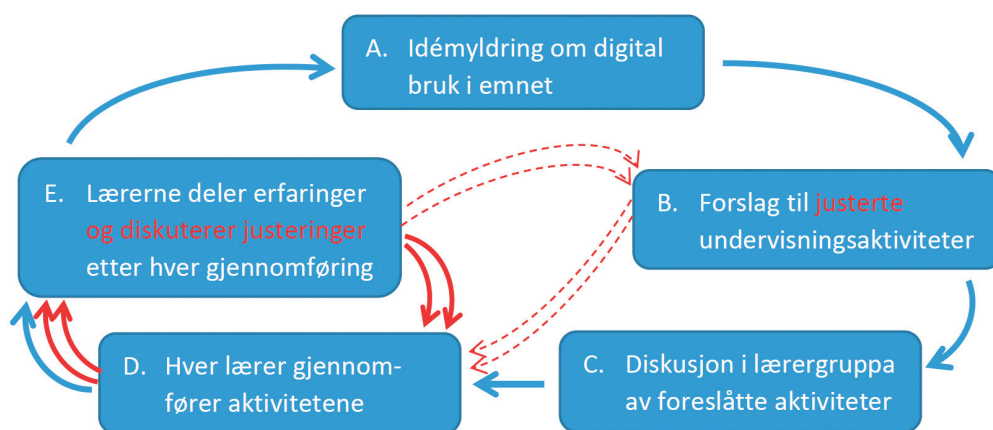 A. Idémyldring om digital
bruk i emnet
B. Forslag til justerte
undervisningsaktiviteter
C. Diskusjon i lærergruppa
av foreslåtte aktiviteter
D. Hver lærer gjennom-
fører aktivitetene
E. Lærerne deler erfaringer
og diskuterer justeringer
etter hver gjennomføring